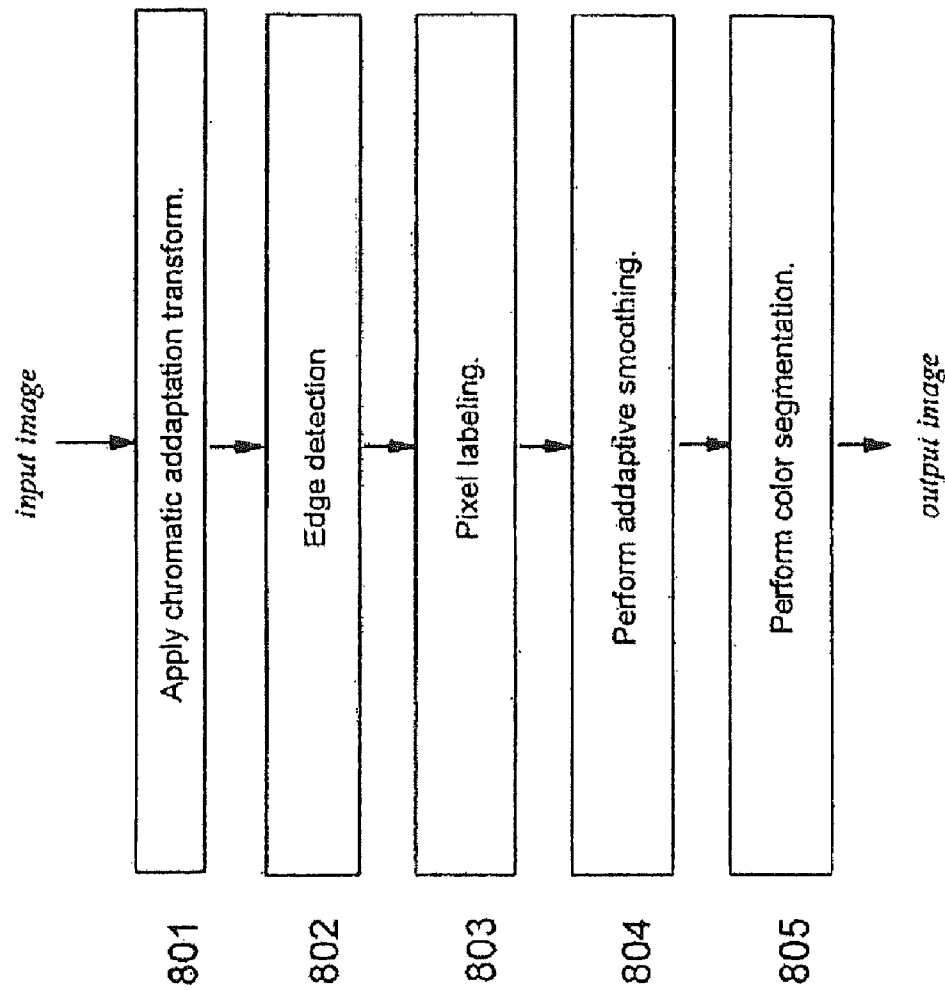 input image
801 Apply chromatic addaptation transform.
802 Edge detection
803 Pixel labeling.
804 Perform addaptive smoothing.
805 Perform color segmentation.
output image